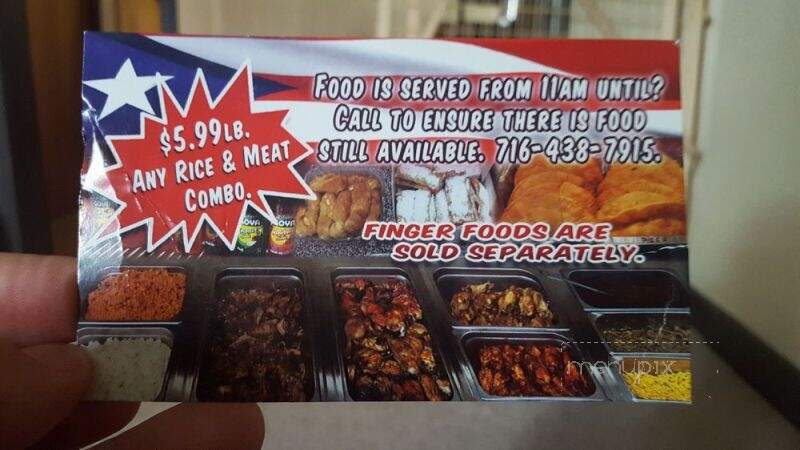 FOOD IS SERVED FROM 11AM UNTIL?
CALL TO ENSURE THERE IS FOOD
STILL AVAILABLE. 716-438-7915.
$5.99LB.
ANY RICE & MEAT
COMBO.
FINGER FOODS ARE
SOLD SEPARATELY.
menupix